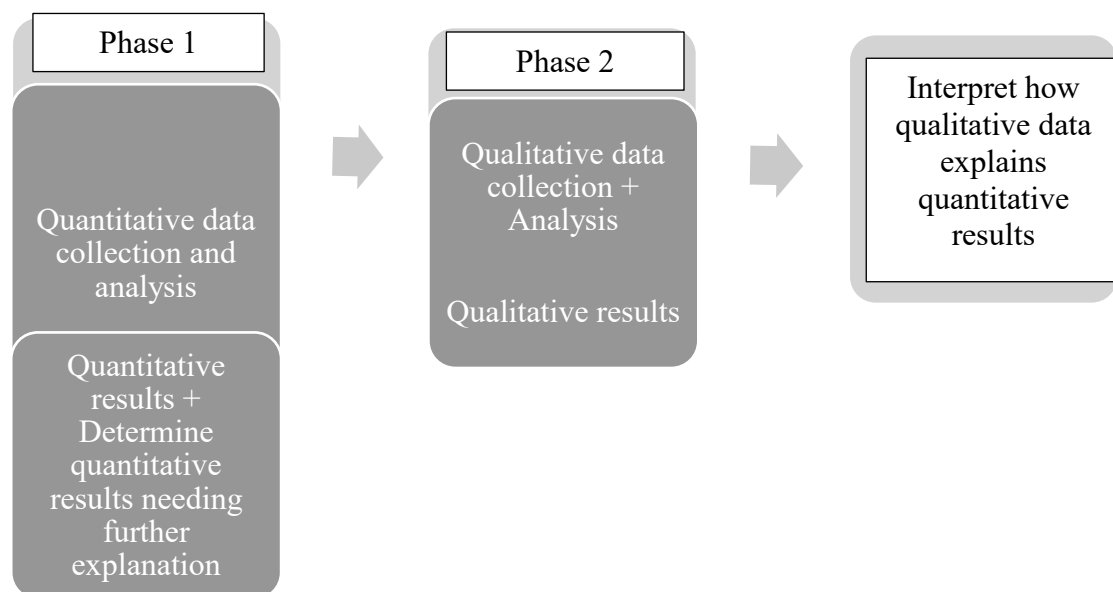 Phase 1
Quantitative data
collection and
analysis
Quantitative
results +
Determine
quantitative
results needing
further
explanation
Phase 2
Qualitative data
collection +
Analysis
Qualitative results
Interpret how
qualitative data
explains
quantitative
results